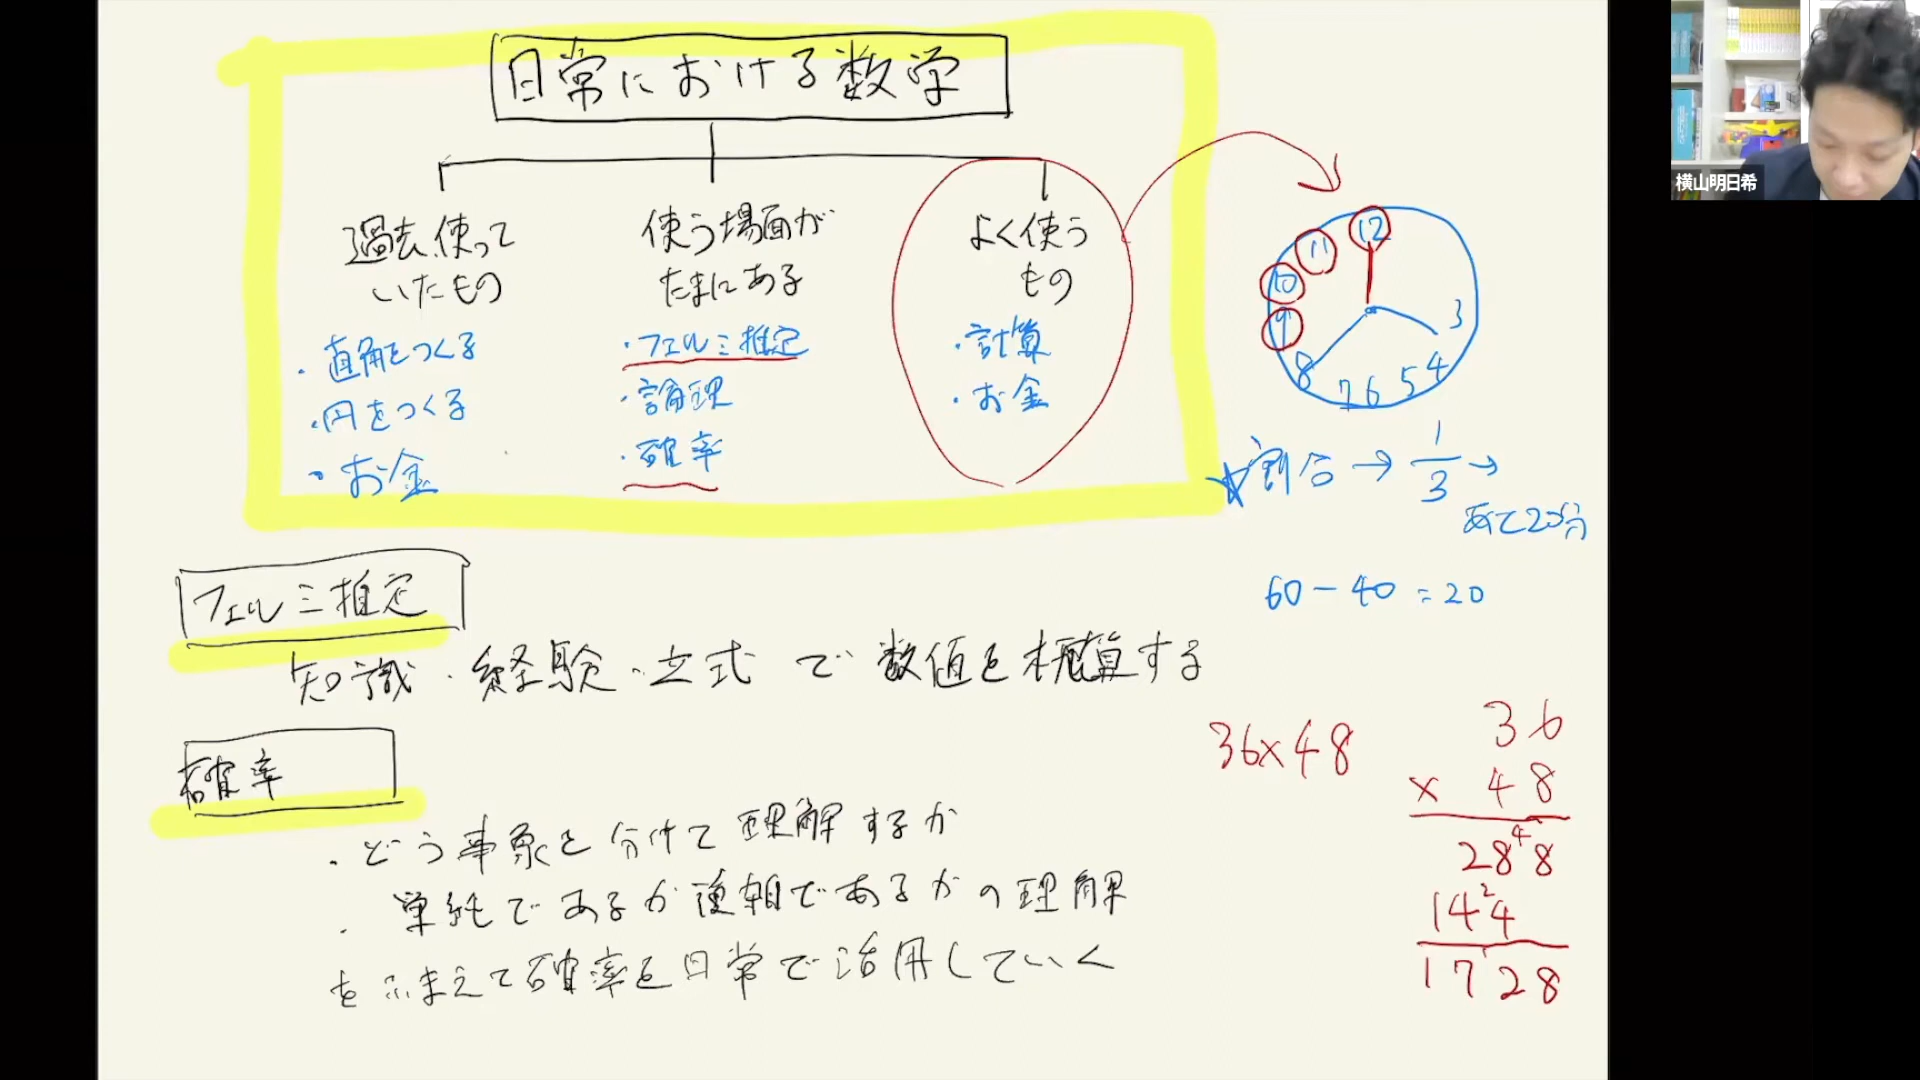 日常における数学
過去使って
いたもの
・直角をつくる
・円をつくる
・お金
使う場面が
たまにある
・フェルミ推定
・論理
・確率
よく使う
もの
・計算
・お金
横山明日希
12
11
10
9
8
7 6 5 4 3
割合→1/3→
あて20分
60-40=20
フェルミ推定
知識・経験・立式で数値を概算する
確率
・どう事象を分けて理解するか
・単純であるか複雑であるかの理解
をふまえて確率を日常で活用していく
36×48
36
× 48
28⁴8
14²4
17¹28